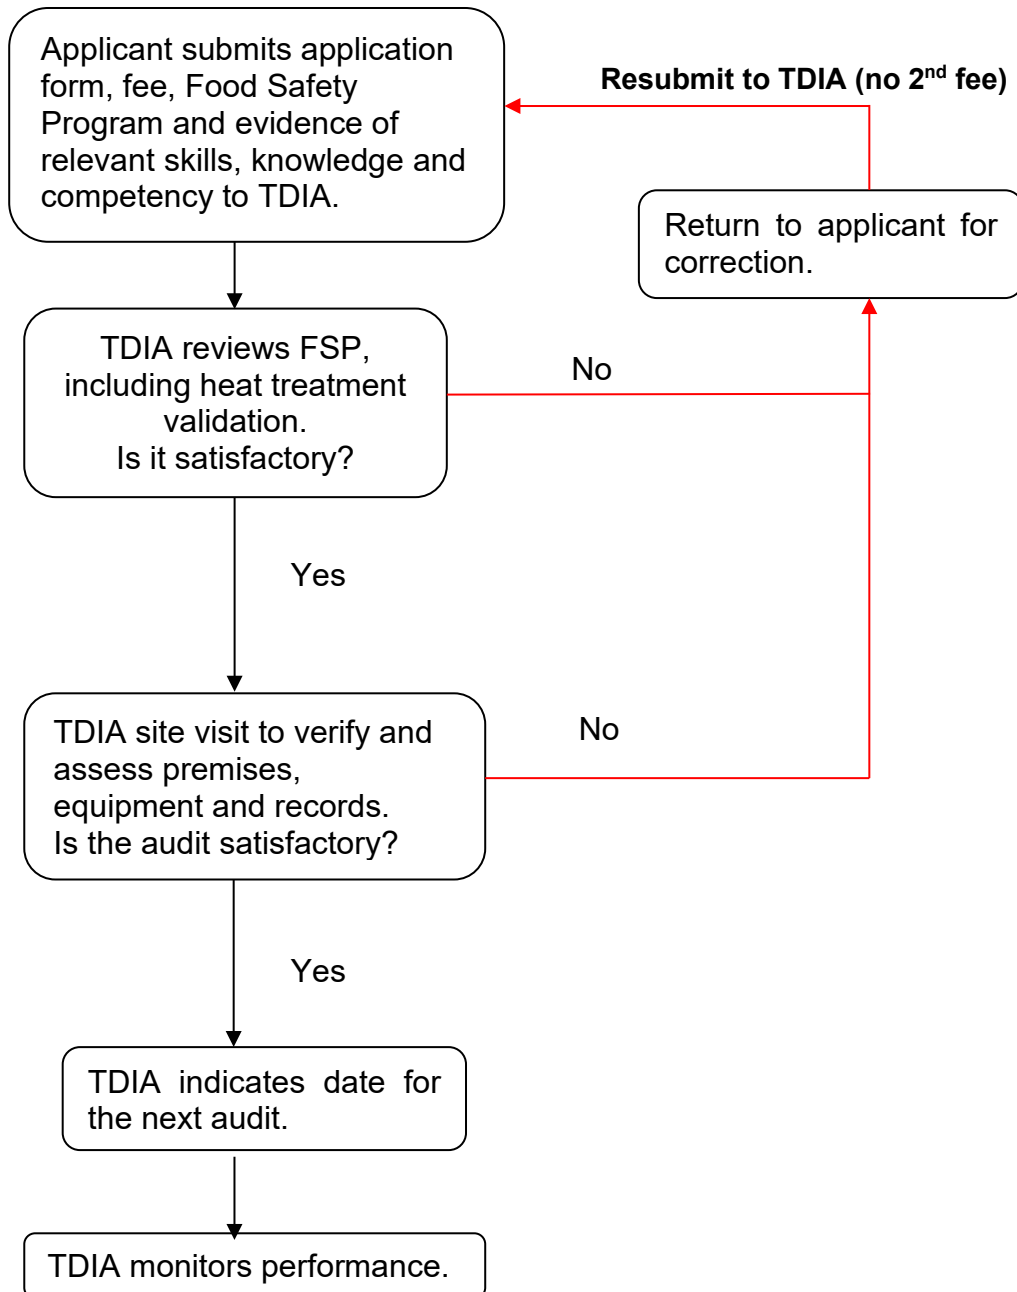 Applicant submits application
form, fee, Food Safety
Program and evidence of
relevant skills, knowledge and
competency to TDIA.
Resubmit to TDIA (no 2nd fee)
Return to applicant for
correction.
TDIA reviews FSP,
including heat treatment
validation.
Is it satisfactory?
No
Yes
TDIA site visit to verify and
assess premises,
equipment and records.
Is the audit satisfactory?
No
Yes
TDIA indicates date for
the next audit.
TDIA monitors performance.